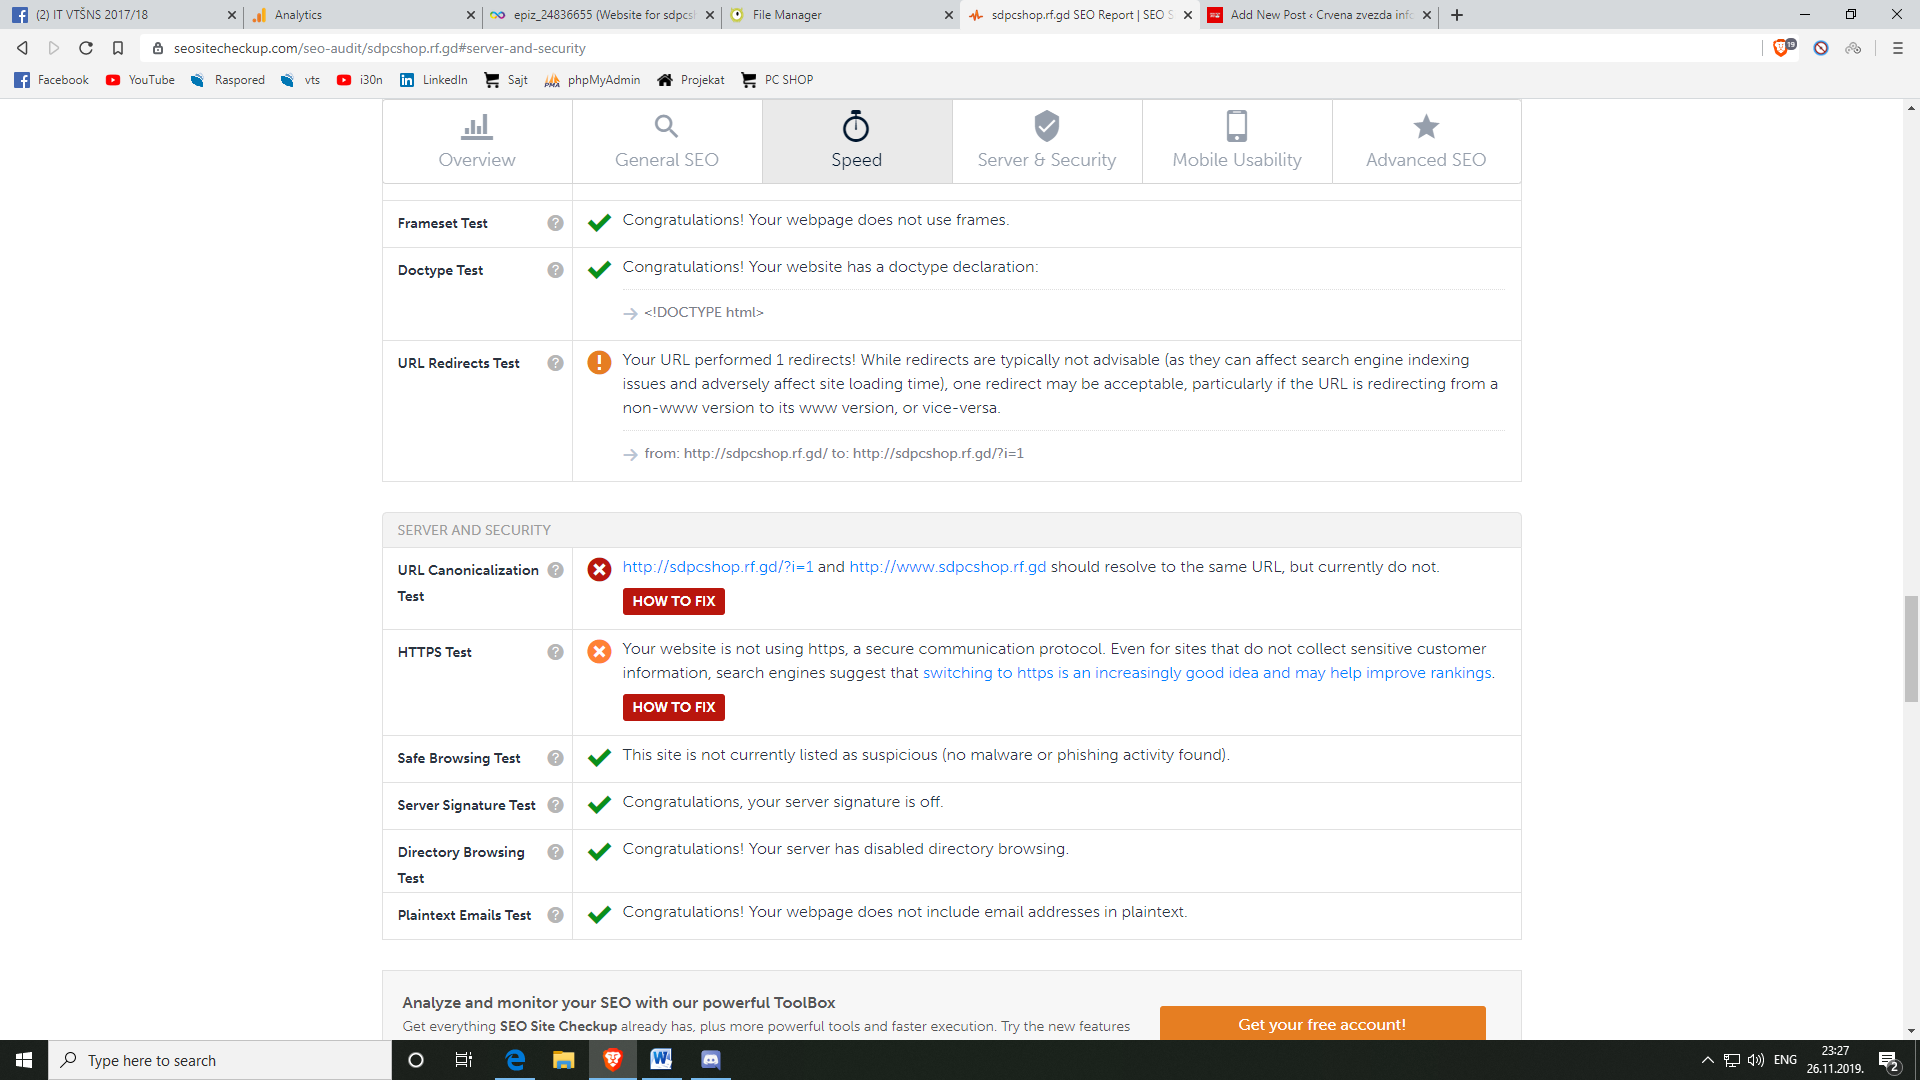 (2) IT VTŠNS 2017/18
Analytics
epiz_24836655 (Website for sdpcs
File Manager
sdpcshop.rf.gd SEO Report | SEO S
Add New Post ‹ Crvena zvezda info
seositecheckup.com/seo-audit/sdpcshop.rf.gd#server-and-security
19
Facebook
YouTube
Raspored
vts
i30n
LinkedIn
Sajt
PMA
phpMyAdmin
Projekat
PC SHOP
Overview
General SEO
Speed
Server & Security
Mobile Usability
Advanced SEO
Frameset Test
Congratulations! Your webpage does not use frames.
Doctype Test
Congratulations! Your website has a doctype declaration:
<!DOCTYPE html>
URL Redirects Test
Your URL performed 1 redirects! While redirects are typically not advisable (as they can affect search engine indexing
issues and adversely affect site loading time), one redirect may be acceptable, particularly if the URL is redirecting from a
non-www version to its www version, or vice-versa.
from: http://sdpcshop.rf.gd/ to: http://sdpcshop.rf.gd/?i=1
SERVER AND SECURITY
URL Canonicalization
Test
http://sdpcshop.rf.gd/?i=1 and http://www.sdpcshop.rf.gd should resolve to the same URL, but currently do not.
HOW TO FIX
HTTPS Test
Your website is not using https, a secure communication protocol. Even for sites that do not collect sensitive customer
information, search engines suggest that switching to https is an increasingly good idea and may help improve rankings.
HOW TO FIX
Safe Browsing Test
This site is not currently listed as suspicious (no malware or phishing activity found).
Server Signature Test
Congratulations, your server signature is off.
Directory Browsing
Test
Congratulations! Your server has disabled directory browsing.
Plaintext Emails Test
Congratulations! Your webpage does not include email addresses in plaintext.
Analyze and monitor your SEO with our powerful ToolBox
Get everything SEO Site Checkup already has, plus more powerful tools and faster execution. Try the new features
Get your free account!
Type here to search
ENG
23:27
26.11.2019.
2